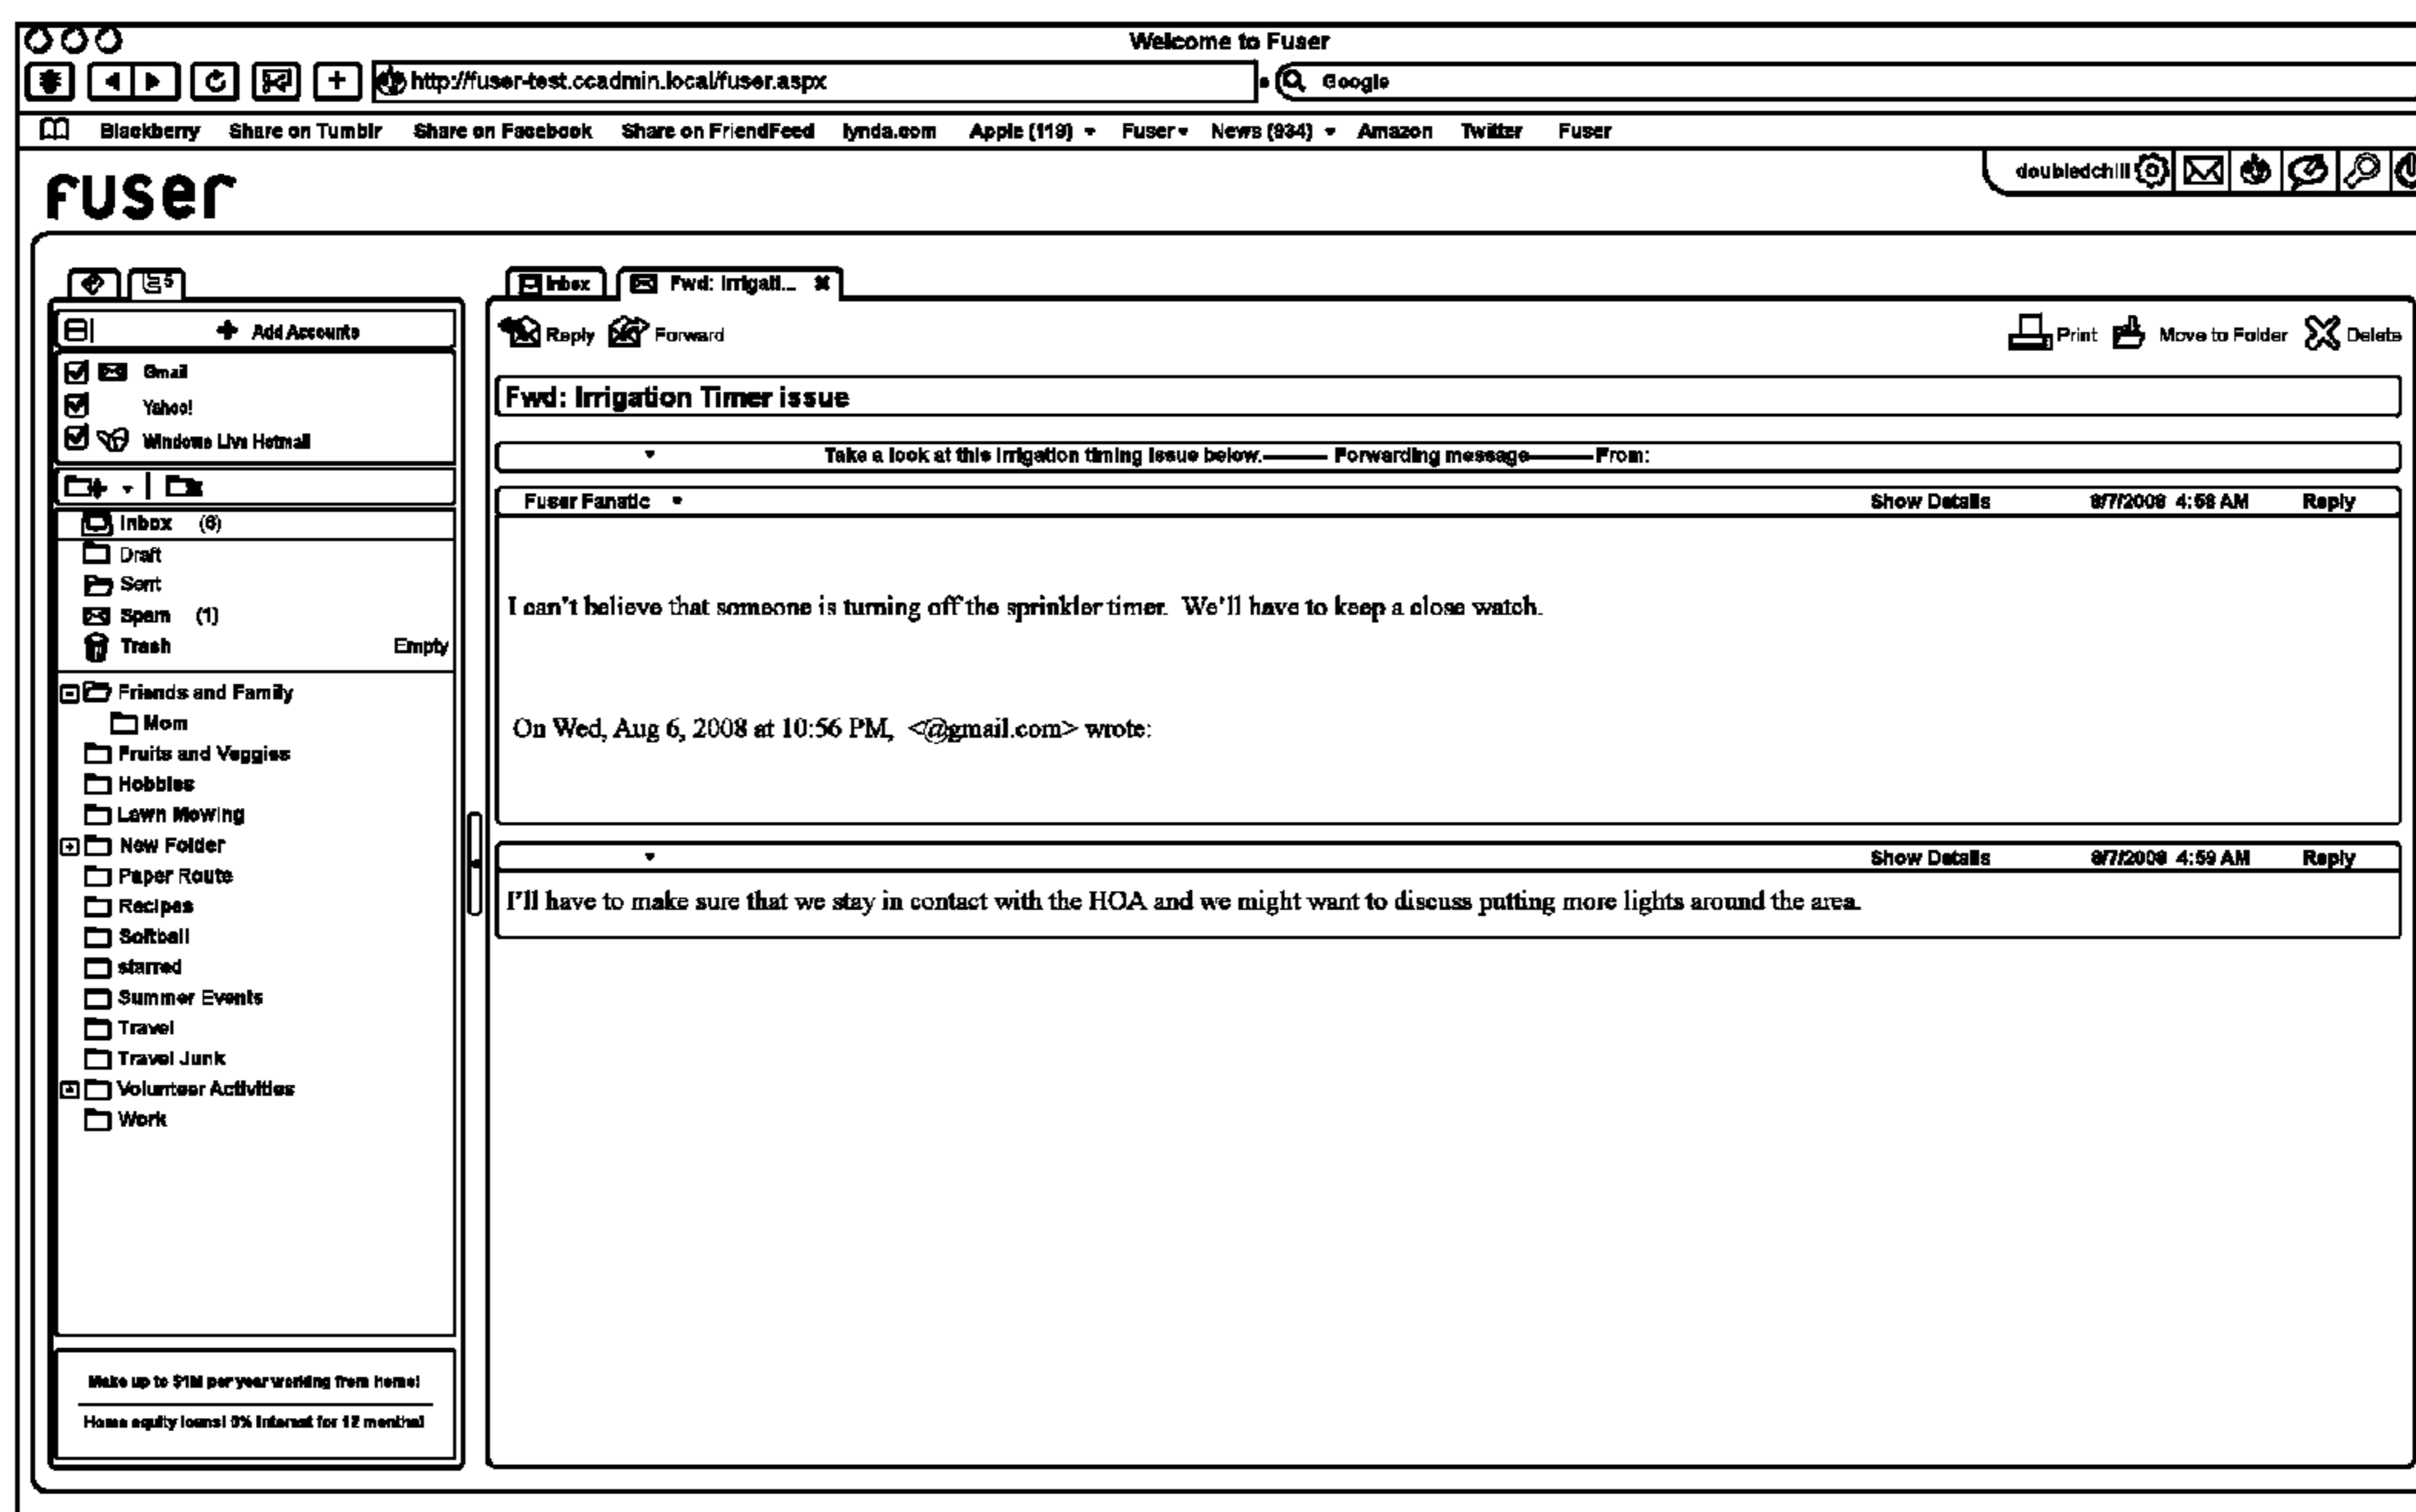 Welcome to Fuser
http://fuser-test.ccadmin.local/fuser.aspx Google
Blackberry Share on Tumblr Share on Facebook Share on FriendFeed lynda.com Apple (119) Fuser News (934) Amazon Twitter Fuser
fuser
doubledchill
Inbox Fwd: Irrigati...
Add Accounts
Reply Forward Print Move to Folder Delete
Gmail
Yahoo!
Windows Live Hotmail
Fwd: Irrigation Timer issue
Take a look at this irrigation timing issue below.—— Forwarding message——From:
Fuser Fanatic Show Details 8/7/2008 4:58 AM Reply
Inbox (6)
Draft
Sent
Spam (1)
Trash Empty
I can't believe that someone is turning off the sprinkler timer. We'll have to keep a close watch.
On Wed, Aug 6, 2008 at 10:56 PM, <@gmail.com> wrote:
Friends and Family
Mom
Fruits and Veggies
Hobbies
Lawn Mowing
New Folder
Paper Route
Recipes
Softball
starred
Summer Events
Travel
Travel Junk
Volunteer Activities
Work
Show Details 8/7/2008 4:59 AM Reply
I'll have to make sure that we stay in contact with the HOA and we might want to discuss putting more lights around the area.
Make up to $1M per year working from home!
Home equity loans! 0% interest for 12 months!